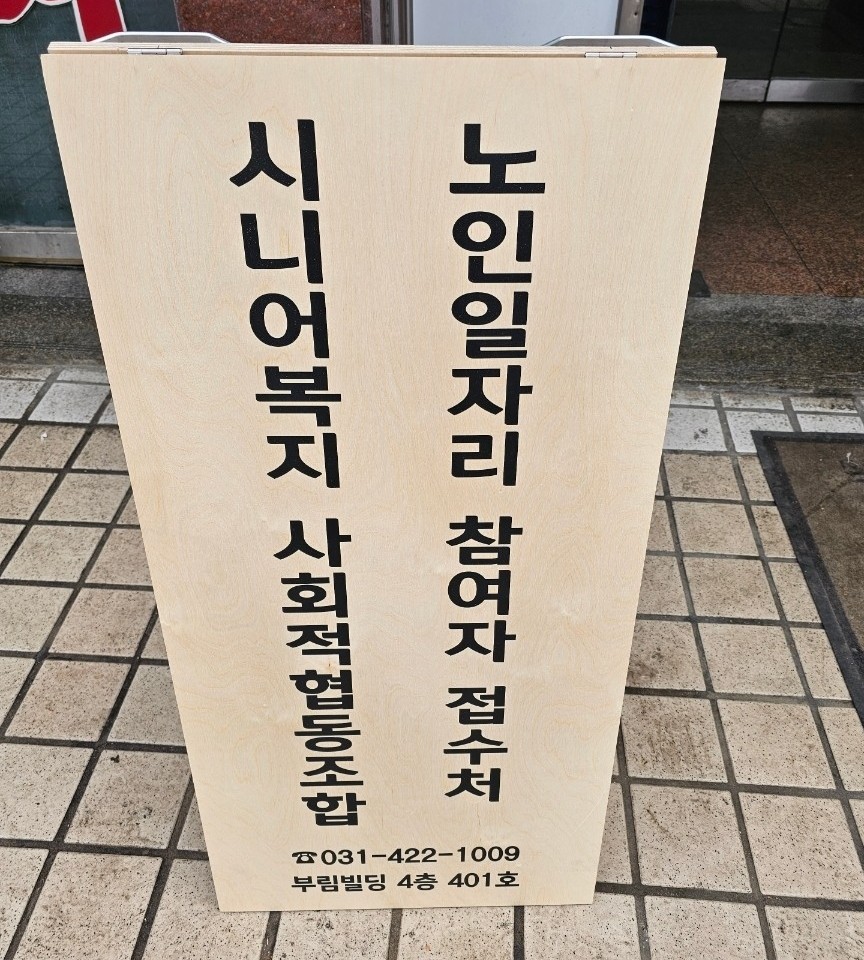 노인일자리 참여자 접수처
시니어복지 사회적협동조합
☎031-422-1009
부림빌딩 4층 401호